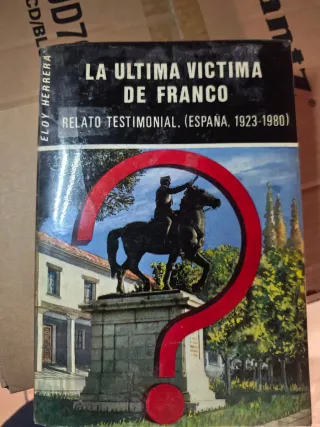 ELOY HERRERA
LA ULTIMA VICTIMA
DE FRANCO
RELATO TESTIMONIAL. (ESPAÑA, 1923-1980)